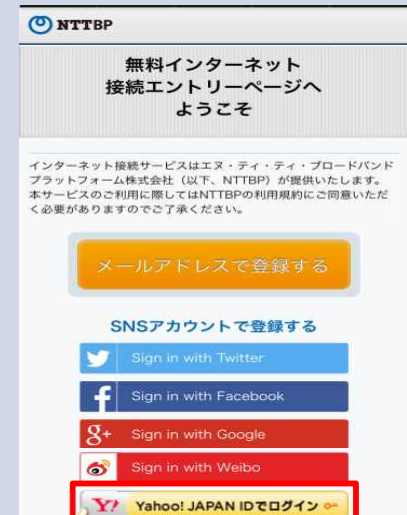 NTTBP
無料インターネット
接続エントリーページへ
ようこそ
インターネット接続サービスはエヌ・ティ・ティ・ブロードバンド
プラットフォーム株式会社（以下、NTTBP）が提供いたします。
本サービスのご利用に際してはNTTBPの利用規約にご同意いただ
く必要がありますのでご了承ください。
メールアドレスで登録する
SNSアカウントで登録する
Sign in with Twitter
f Sign in with Facebook
g+ Sign in with Google
Sign in with Weibo
Y! Yahoo! JAPAN IDでログイン